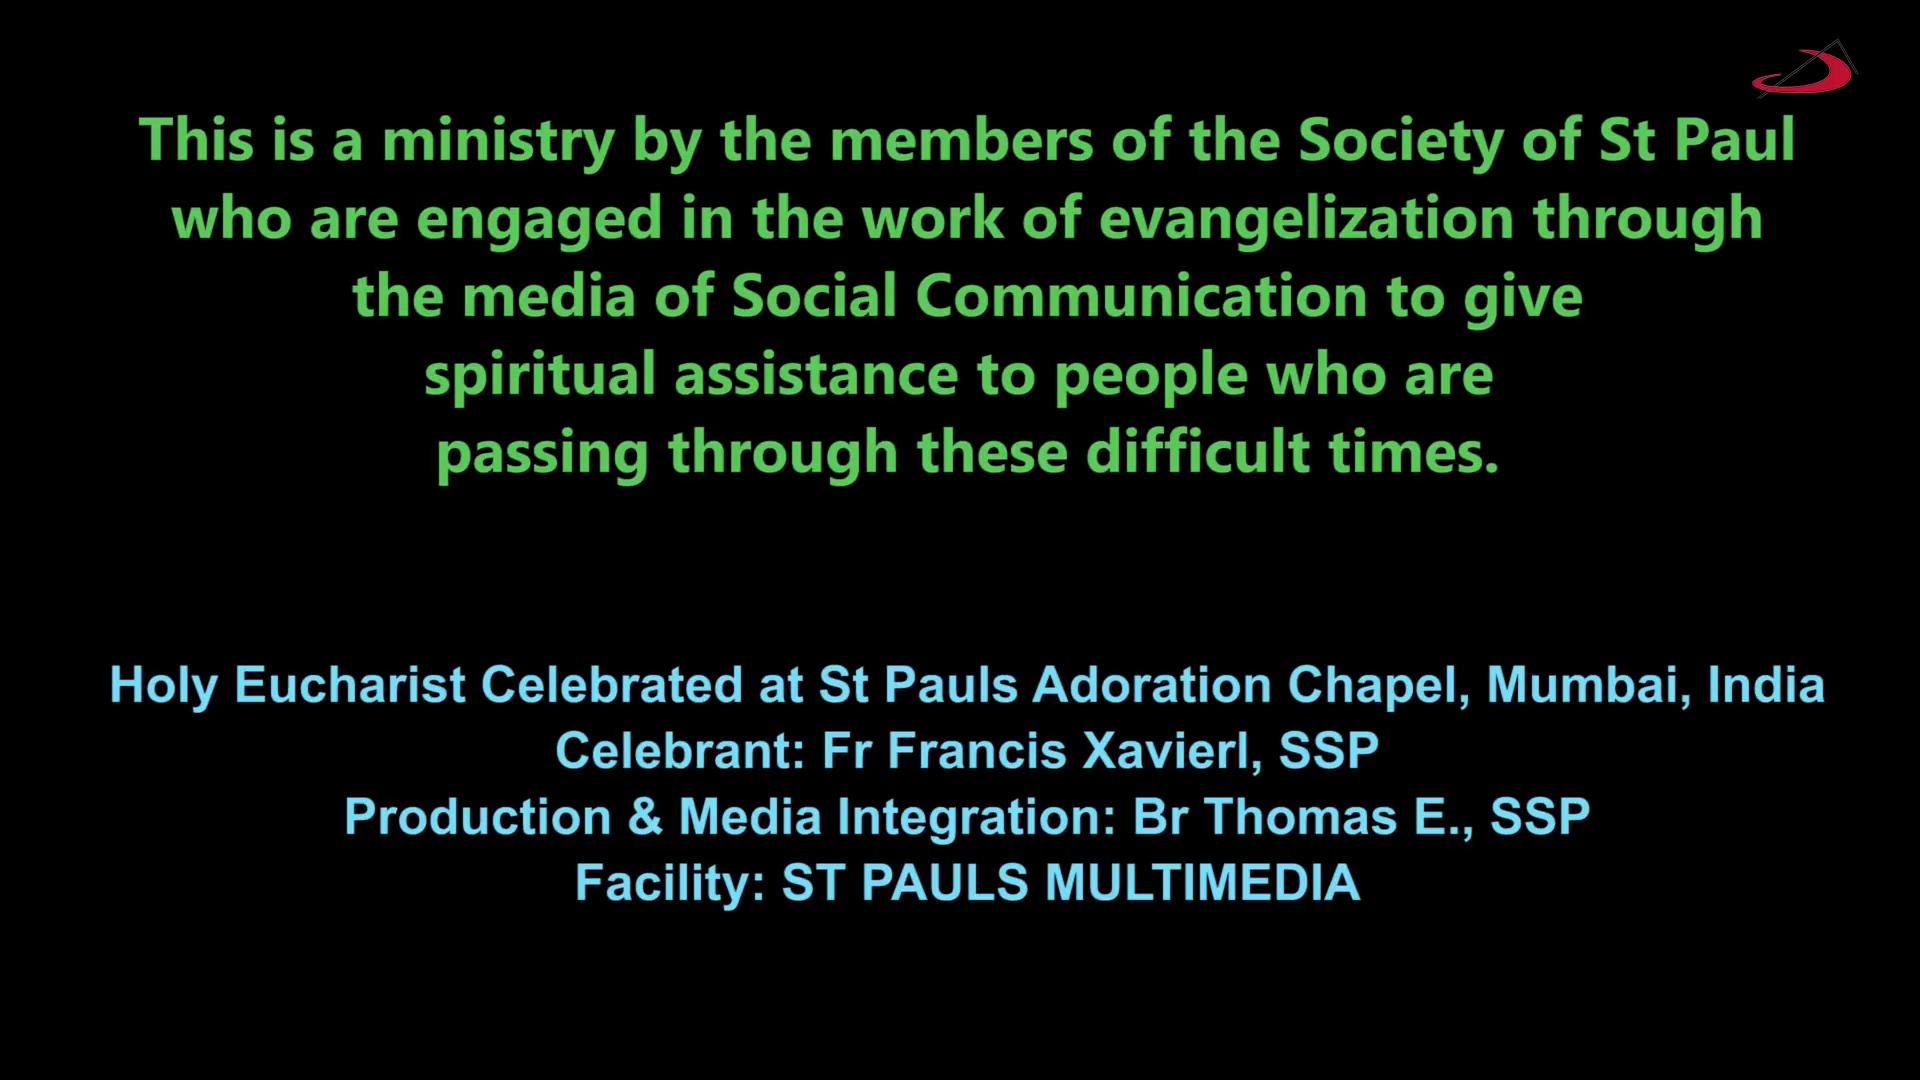 This is a ministry by the members of the Society of St Paul
who are engaged in the work of evangelization through
the media of Social Communication to give
spiritual assistance to people who are
passing through these difficult times.
Holy Eucharist Celebrated at St Pauls Adoration Chapel, Mumbai, India
Celebrant: Fr Francis Xavierl, SSP
Production & Media Integration: Br Thomas E., SSP
Facility: ST PAULS MULTIMEDIA